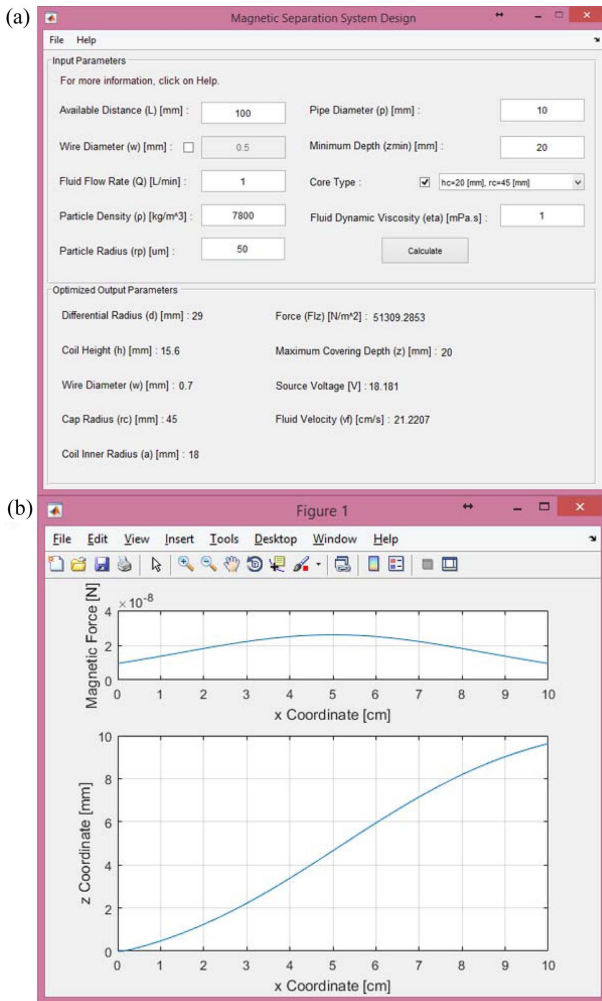 (a)
Magnetic Separation System Design
File Help
Input Parameters
For more information, click on Help.
Available Distance (L) [mm] : 100 Pipe Diameter (p) [mm] : 10
Wire Diameter (w) [mm] : 0.5 Minimum Depth (zmin) [mm] : 20
Fluid Flow Rate (Q) [L/min] : 1 Core Type : hc=20 [mm], rc=45 [mm]
Particle Density (ρ) [kg/m^3] : 7800 Fluid Dynamic Viscosity (eta) [mPa.s] : 1
Particle Radius (rp) [um] : 50 Calculate
Optimized Output Parameters
Differential Radius (d) [mm] : 29 Force (Flz) [N/m^2] : 51309.2853
Coil Height (h) [mm] : 15.6 Maximum Covering Depth (z) [mm] : 20
Wire Diameter (w) [mm] : 0.7 Source Voltage [V] : 18.181
Cap Radius (rc) [mm] : 45 Fluid Velocity (vf) [cm/s] : 21.2207
Coil Inner Radius (a) [mm] : 18
(b)
Figure 1
File Edit View Insert Tools Desktop Window Help
×10^-8
Magnetic Force [N]
4
2
0
0 1 2 3 4 5 6 7 8 9 10
x Coordinate [cm]
z Coordinate [mm]
10
8
6
4
2
0
0 1 2 3 4 5 6 7 8 9 10
x Coordinate [cm]